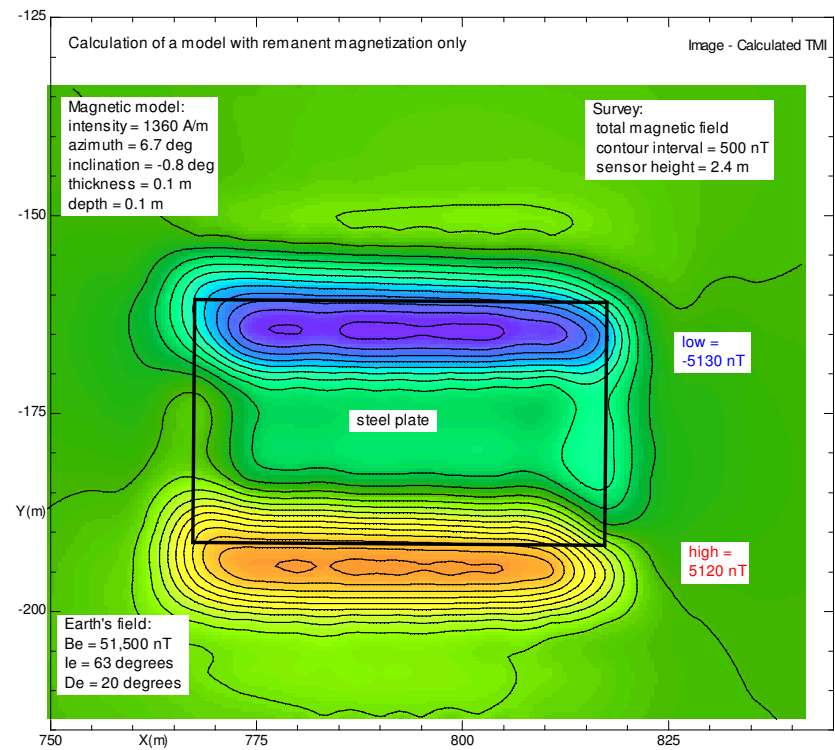 -125
Calculation of a model with remanent magnetization only
Image - Calculated TMI
Magnetic model:
intensity = 1360 A/m
azimuth = 6.7 deg
inclination = -0.8 deg
thickness = 0.1 m
depth = 0.1 m
Survey:
total magnetic field
contour interval = 500 nT
sensor height = 2.4 m
-150
low =
-5130 nT
-175
steel plate
Y(m)
high =
5120 nT
-200
Earth's field:
Be = 51,500 nT
Ie = 63 degrees
De = 20 degrees
750 X(m) 775 800 825